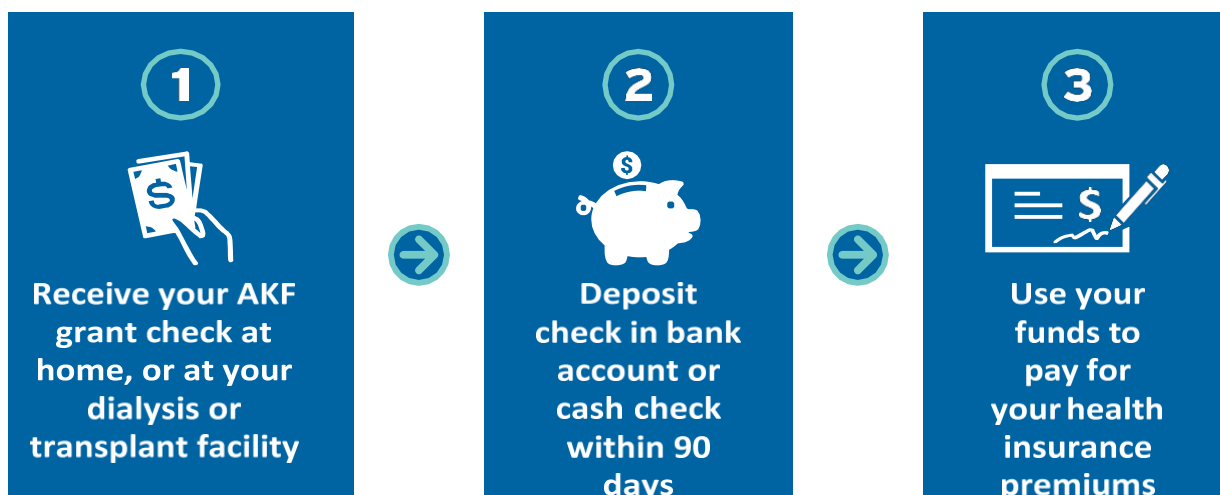 1
$
Receive your AKF
grant check at
home, or at your
dialysis or
transplant facility
2
$
Deposit
check in bank
account or
cash check
within 90
days
3
$
Use your
funds to
pay for
your health
insurance
premiums